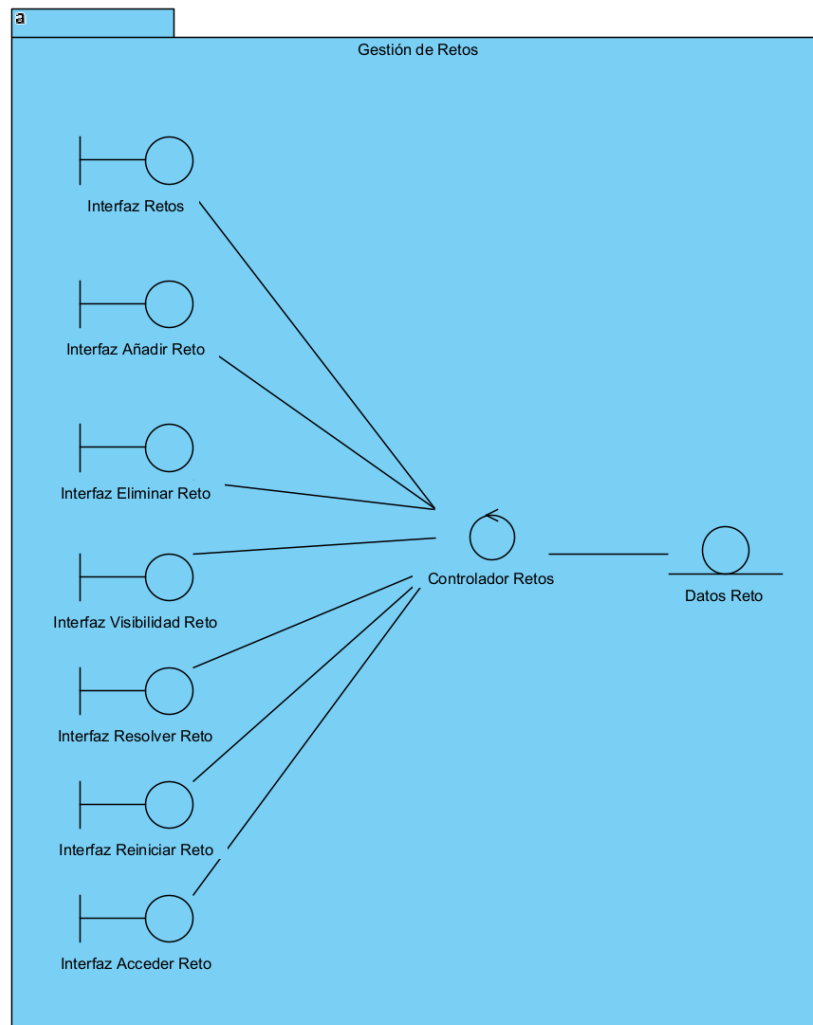 a
Gestión de Retos
Interfaz Retos
Interfaz Añadir Reto
Interfaz Eliminar Reto
Interfaz Visibilidad Reto
Controlador Retos
Datos Reto
Interfaz Resolver Reto
Interfaz Reiniciar Reto
Interfaz Acceder Reto